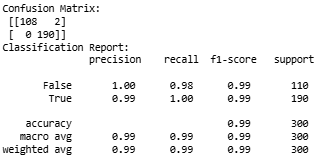 Confusion Matrix:
[[108 2]
[ 0 190]]
Classification Report:
precision recall f1-score support
False 1.00 0.98 0.99 110
True 0.99 1.00 0.99 190
accuracy 0.99 300
macro avg 0.99 0.99 0.99 300
weighted avg 0.99 0.99 0.99 300